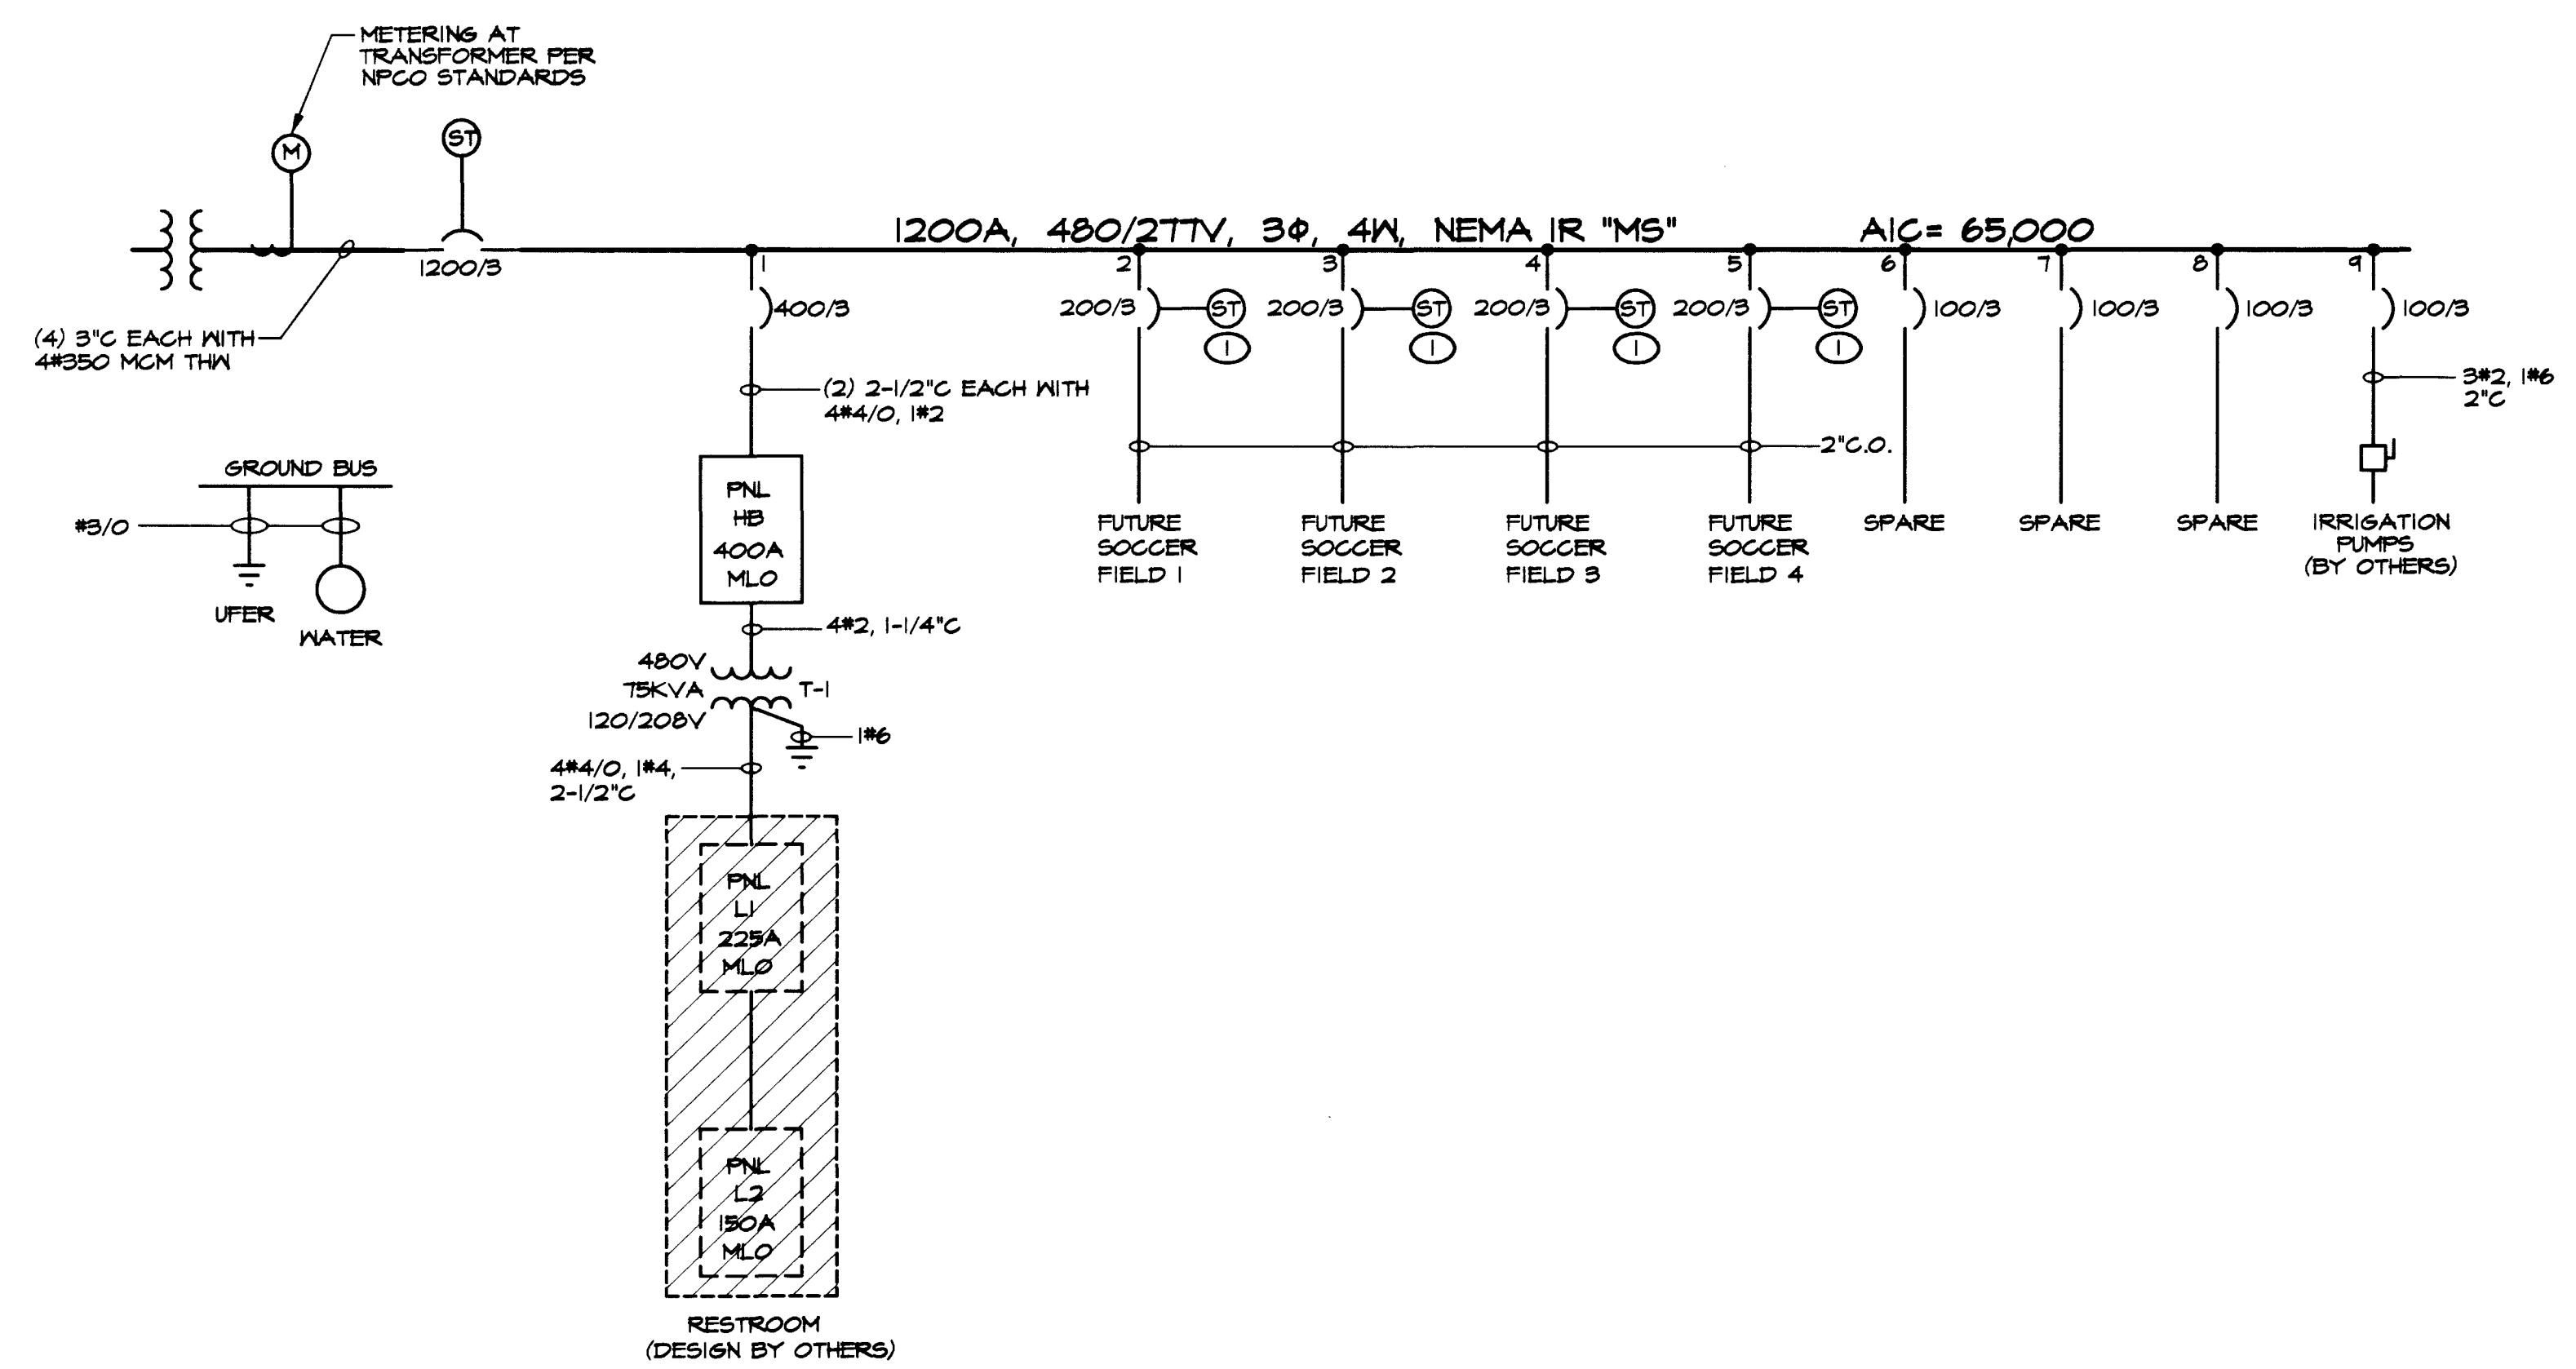 METERING AT
TRANSFORMER PER
NPCO STANDARDS
M
ST
1200A, 480/277V, 3Φ, 4W, NEMA 1R "MS" AIC= 65,000
1200/3
(4) 3"C EACH WITH
4#350 MCM THW
1
400/3
(2) 2-1/2"C EACH WITH
4#4/0, 1#2
PNL
HB
400A
MLO
4#2, 1-1/4"C
480V
75KVA
120/208V
T-1
1#6
4#4/0, 1#4,
2-1/2"C
PNL
L1
225A
MLO
PNL
L2
150A
MLO
RESTROOM
(DESIGN BY OTHERS)
GROUND BUS
#3/0
UFER
WATER
2
200/3
ST
1
FUTURE
SOCCER
FIELD 1
3
200/3
ST
1
FUTURE
SOCCER
FIELD 2
4
200/3
ST
1
FUTURE
SOCCER
FIELD 3
5
200/3
ST
1
FUTURE
SOCCER
FIELD 4
2"C.O.
6
100/3
SPARE
7
100/3
SPARE
8
100/3
SPARE
9
100/3
3#2, 1#6
2"C
IRRIGATION
PUMPS
(BY OTHERS)